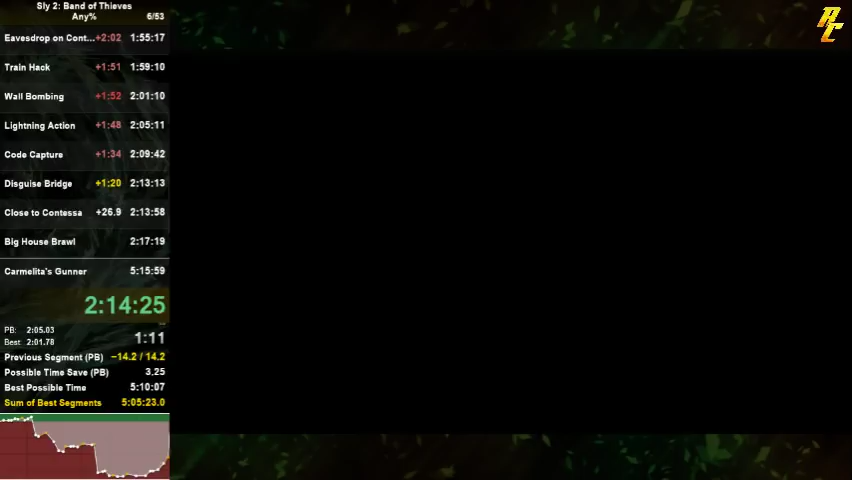 Sly 2: Band of Thieves
Any% 6/53
Eavesdrop on Cont... +2:02 1:55:17
Train Hack +1:51 1:59:10
Wall Bombing +1:52 2:01:10
Lightning Action +1:48 2:05:11
Code Capture +1:34 2:09:42
Disguise Bridge +1:20 2:13:13
Close to Contessa +26.9 2:13:58
Big House Brawl 2:17:19
Carmelita's Gunner 5:15:59
2:14:25
PB: 2:05.03
Best: 2:01.78
1:11
Previous Segment (PB) −14.2 / 14.2
Possible Time Save (PB) 3.25
Best Possible Time 5:10:07
Sum of Best Segments 5:05:23.0